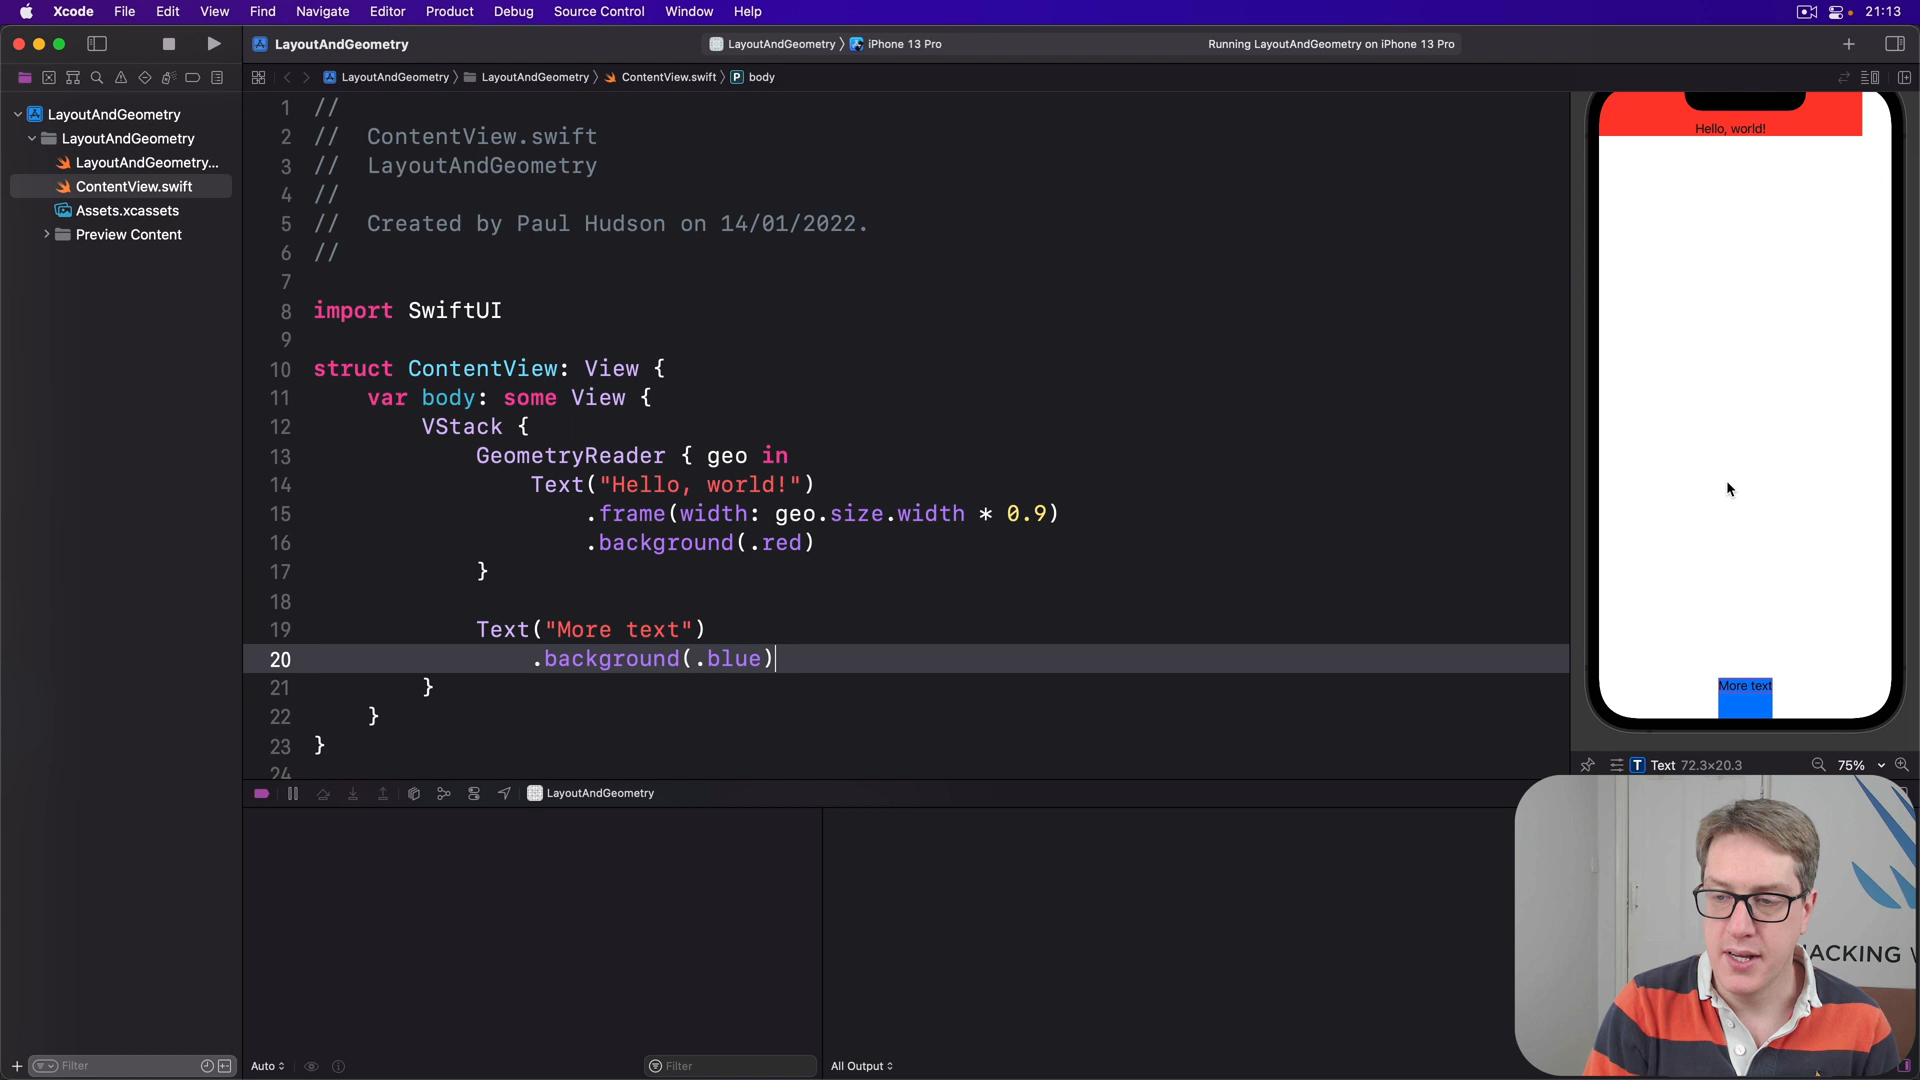 Xcode File Edit View Find Navigate Editor Product Debug Source Control Window Help 21:13
LayoutAndGeometry LayoutAndGeometry iPhone 13 Pro Running LayoutAndGeometry on iPhone 13 Pro
LayoutAndGeometry LayoutAndGeometry ContentView.swift P body
LayoutAndGeometry
LayoutAndGeometry
LayoutAndGeometry...
ContentView.swift
Assets.xcassets
Preview Content
1 //
2 // ContentView.swift
3 // LayoutAndGeometry
4 //
5 // Created by Paul Hudson on 14/01/2022.
6 //
7
8 import SwiftUI
9
10 struct ContentView: View {
11 var body: some View {
12 VStack {
13 GeometryReader { geo in
14 Text("Hello, world!")
15 .frame(width: geo.size.width * 0.9)
16 .background(.red)
17 }
18
19 Text("More text")
20 .background(.blue)
21 }
22 }
23 }
24
Hello, world!
More text
T Text 72.3×20.3 75%
LayoutAndGeometry
ACKING W
Filter Auto Filter All Output